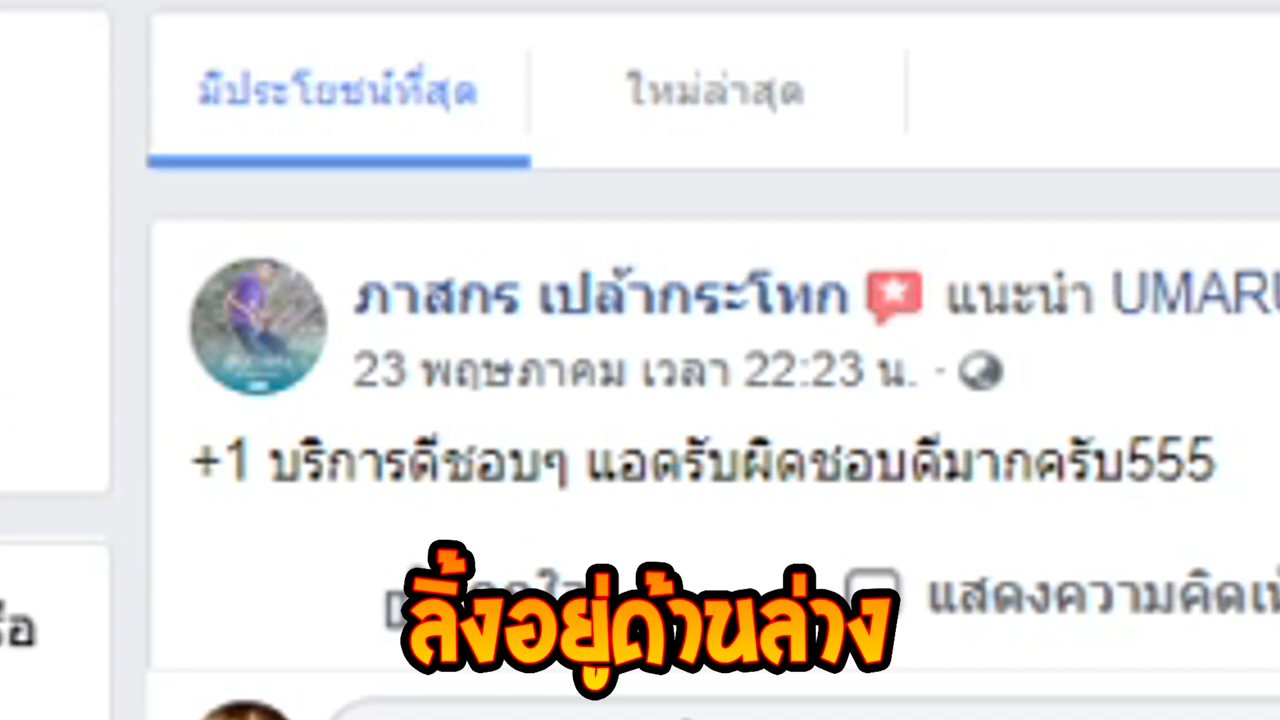 มีประโยชน์ที่สุด ใหม่ล่าสุด
ภาสกร เปล้ากระโทก แนะนำ UMAR
23 พฤษภาคม เวลา 22:23 น. ·
+1 บริการดีชอบๆ แอดรับผิดชอบดีมากครับ555
แสดงความคิดเ
รือ
ลิ้งอยู่ด้านล่าง